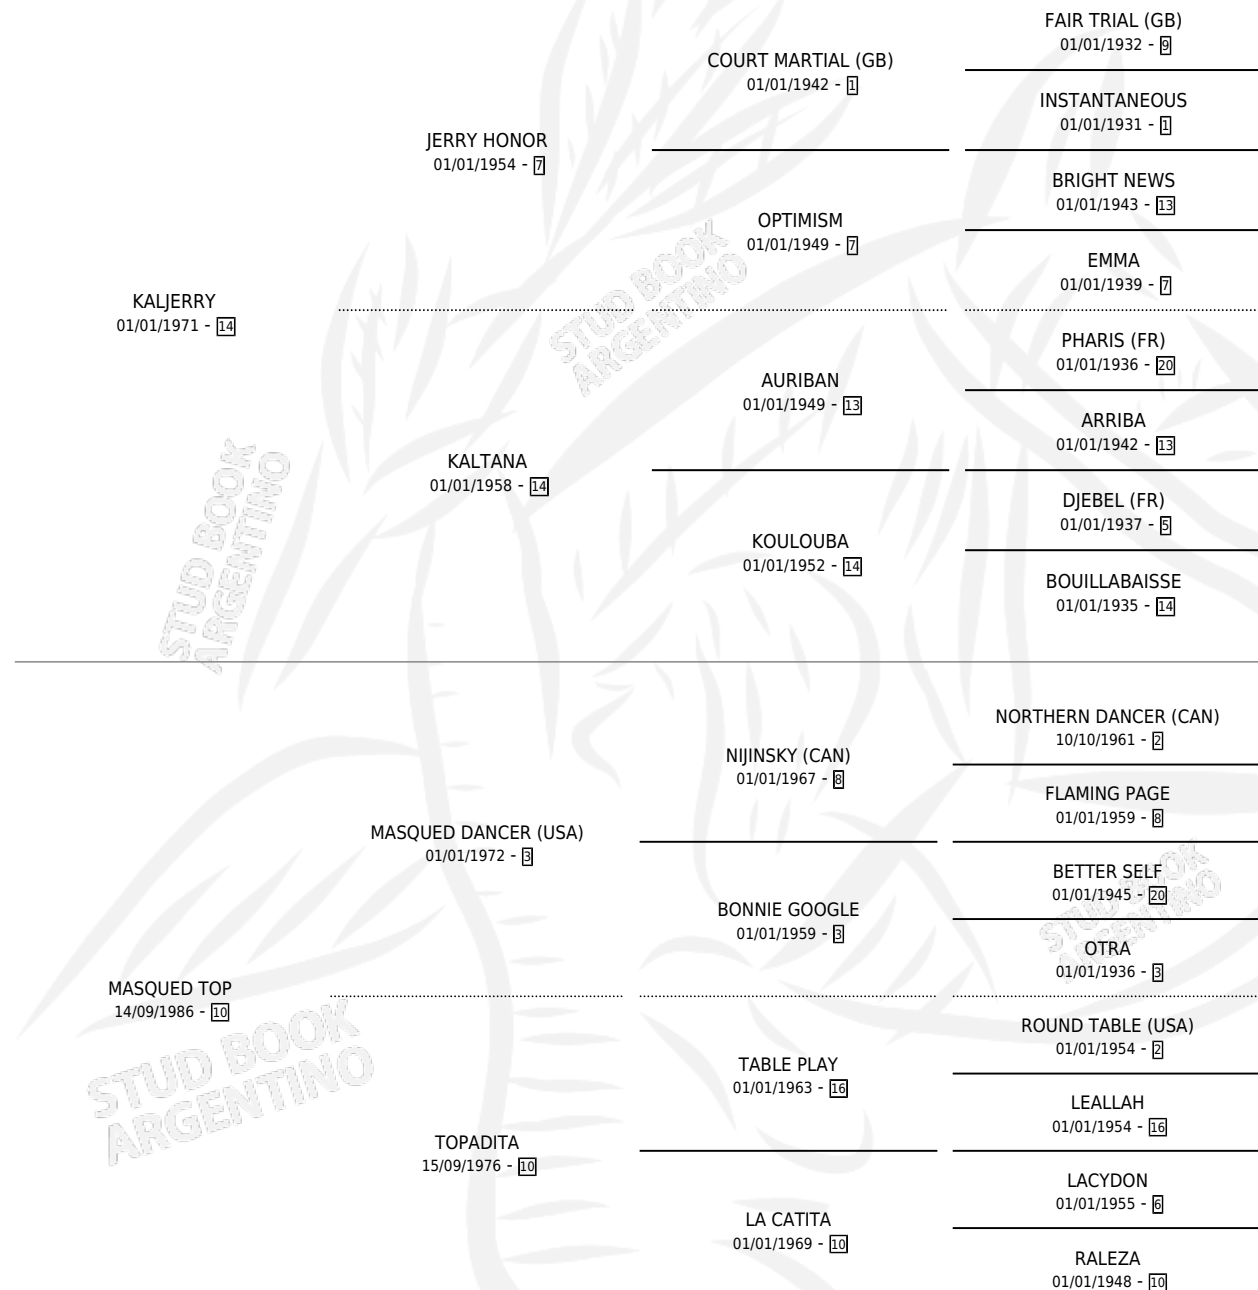 FAIR TRIAL (GB)
01/01/1932 - 9
COURT MARTIAL (GB)
01/01/1942 - 1
INSTANTANEOUS
01/01/1931 - 1
JERRY HONOR
01/01/1954 - 7
BRIGHT NEWS
01/01/1943 - 13
OPTIMISM
01/01/1949 - 7
EMMA
01/01/1939 - 7
KALJERRY
01/01/1971 - 14
PHARIS (FR)
01/01/1936 - 20
AURIBAN
01/01/1949 - 13
ARRIBA
01/01/1942 - 13
KALTANA
01/01/1958 - 14
DJEBEL (FR)
01/01/1937 - 5
KOULOUBA
01/01/1952 - 14
BOUILLABAISSE
01/01/1935 - 14
NORTHERN DANCER (CAN)
10/10/1961 - 2
NIJINSKY (CAN)
01/01/1967 - 8
FLAMING PAGE
01/01/1959 - 8
MASQUED DANCER (USA)
01/01/1972 - 3
BETTER SELF
01/01/1945 - 20
BONNIE GOOGLE
01/01/1959 - 3
OTRA
01/01/1936 - 3
MASQUED TOP
14/09/1986 - 10
ROUND TABLE (USA)
01/01/1954 - 2
TABLE PLAY
01/01/1963 - 16
LEALLAH
01/01/1954 - 16
TOPADITA
15/09/1976 - 10
LACYDON
01/01/1955 - 6
LA CATITA
01/01/1969 - 10
RALEZA
01/01/1948 - 10
STUD BOOK
ARGENTINO
STUD BOOK
ARGENTINO
STUD BOOK
ARGENTINO
STUD BOOK
ARGENTINO